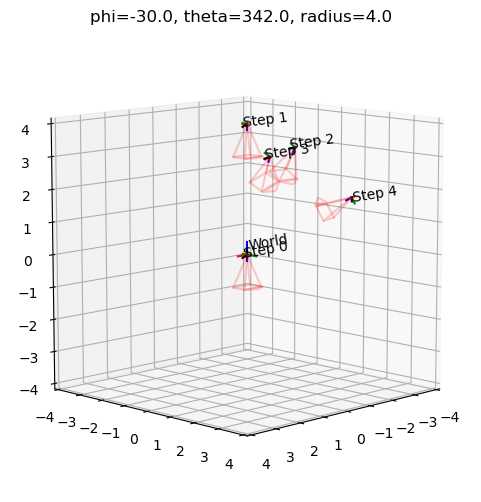 phi=-30.0, theta=342.0, radius=4.0
Step 1
Step 2
Step 3
Step 4
World
Step 0
4
3
2
1
0
−1
−2
−3
−4
−4 −3 −2 −1 0 1 2 3 4
4 3 2 1 0 −1 −2 −3 −4